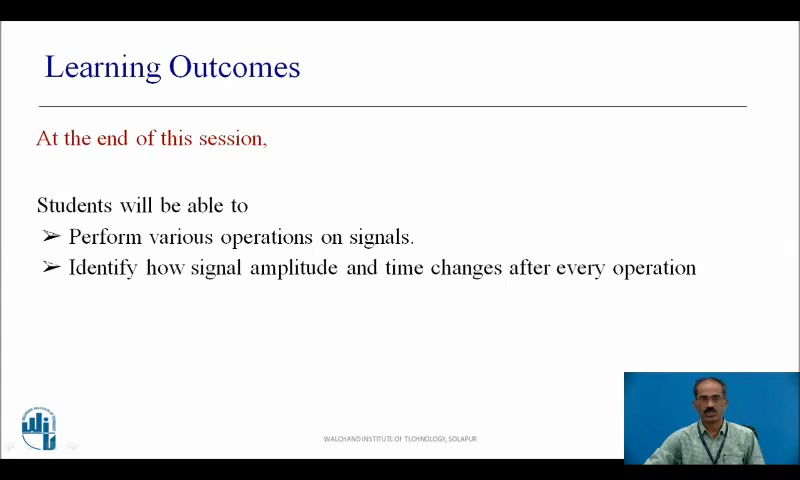 Learning Outcomes
At the end of this session,
Students will be able to
➢ Perform various operations on signals.
➢ Identify how signal amplitude and time changes after every operation
WALCHAND INSTITUTE OF TECHNOLOGY, SOLAPUR